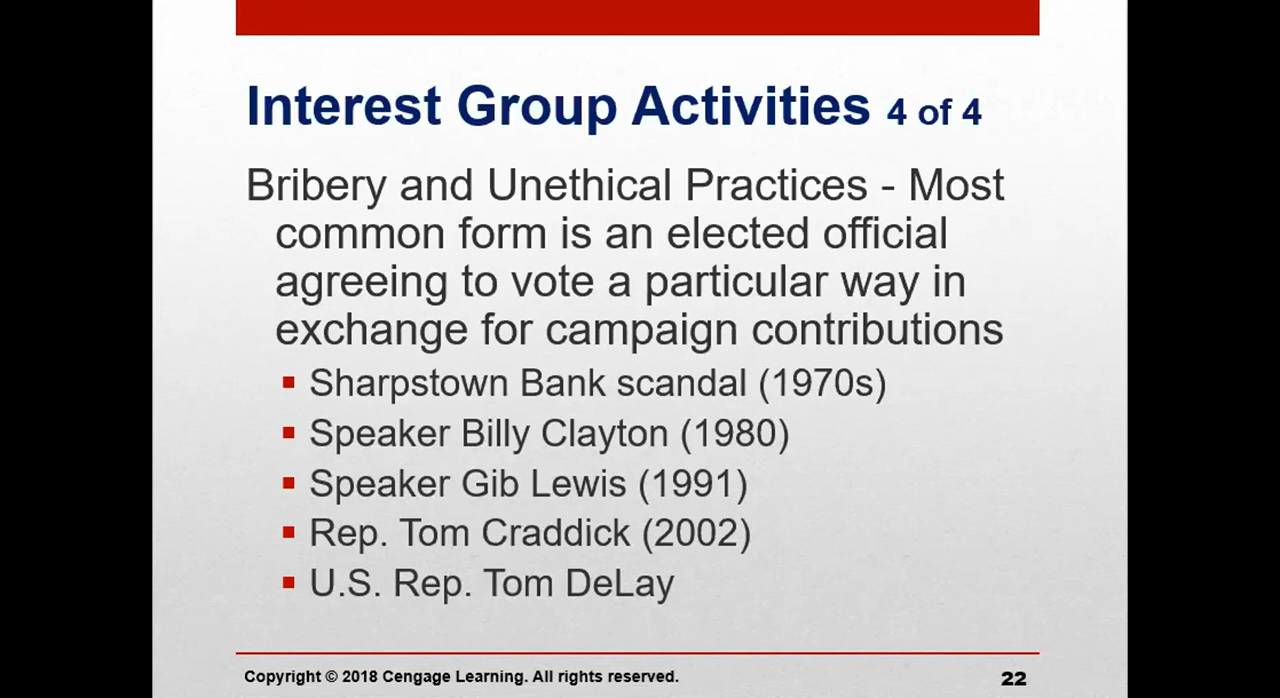 Interest Group Activities 4 of 4
Bribery and Unethical Practices - Most
common form is an elected official
agreeing to vote a particular way in
exchange for campaign contributions
▪ Sharpstown Bank scandal (1970s)
▪ Speaker Billy Clayton (1980)
▪ Speaker Gib Lewis (1991)
▪ Rep. Tom Craddick (2002)
▪ U.S. Rep. Tom DeLay
Copyright © 2018 Cengage Learning. All rights reserved. 22